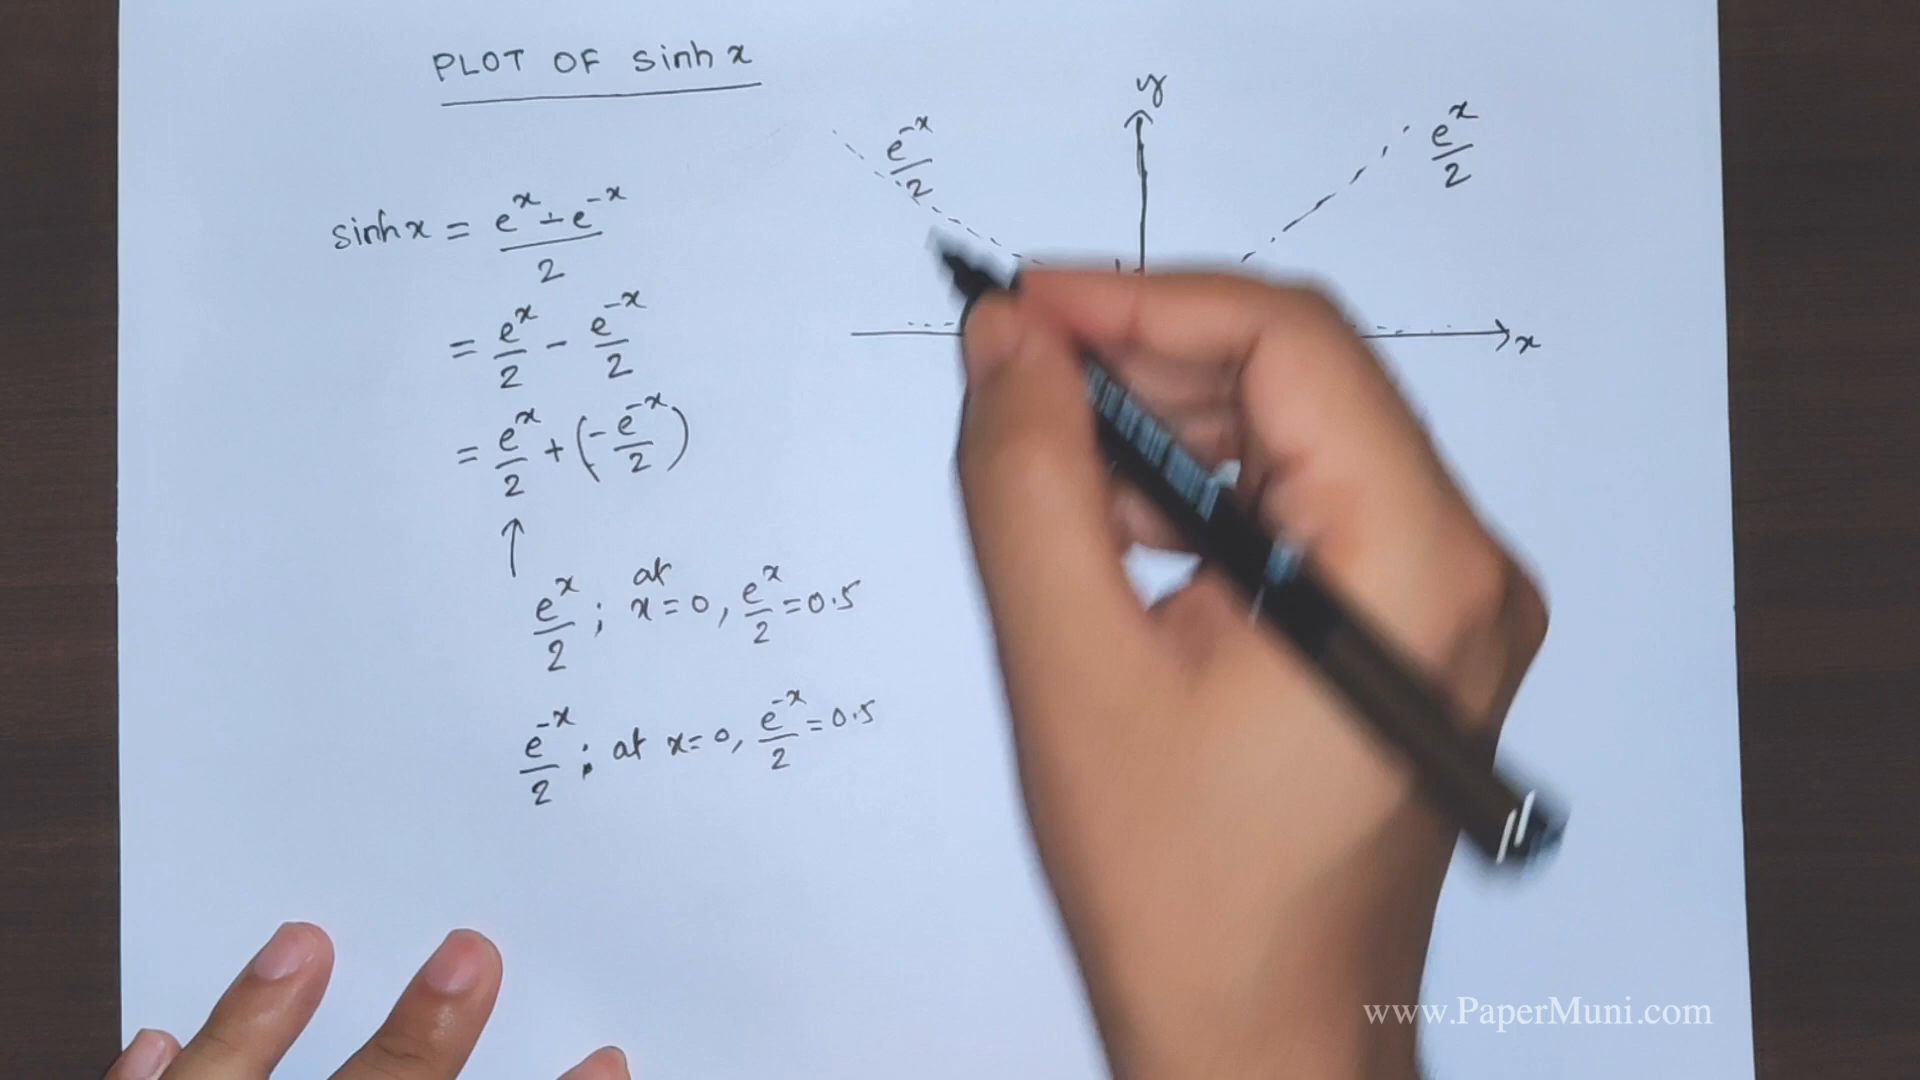 PLOT OF sinh x
sinh x = (e^x ∸ e^-x)/2
= e^x/2 - e^-x/2
= e^x/2 + (-e^-x/2)
↑
e^x/2 ; at x=0, e^x/2 = 0.5
e^-x/2 ; at x=0, e^-x/2 = 0.5
y
e^-x/2
e^x/2
x
www.PaperMuni.com